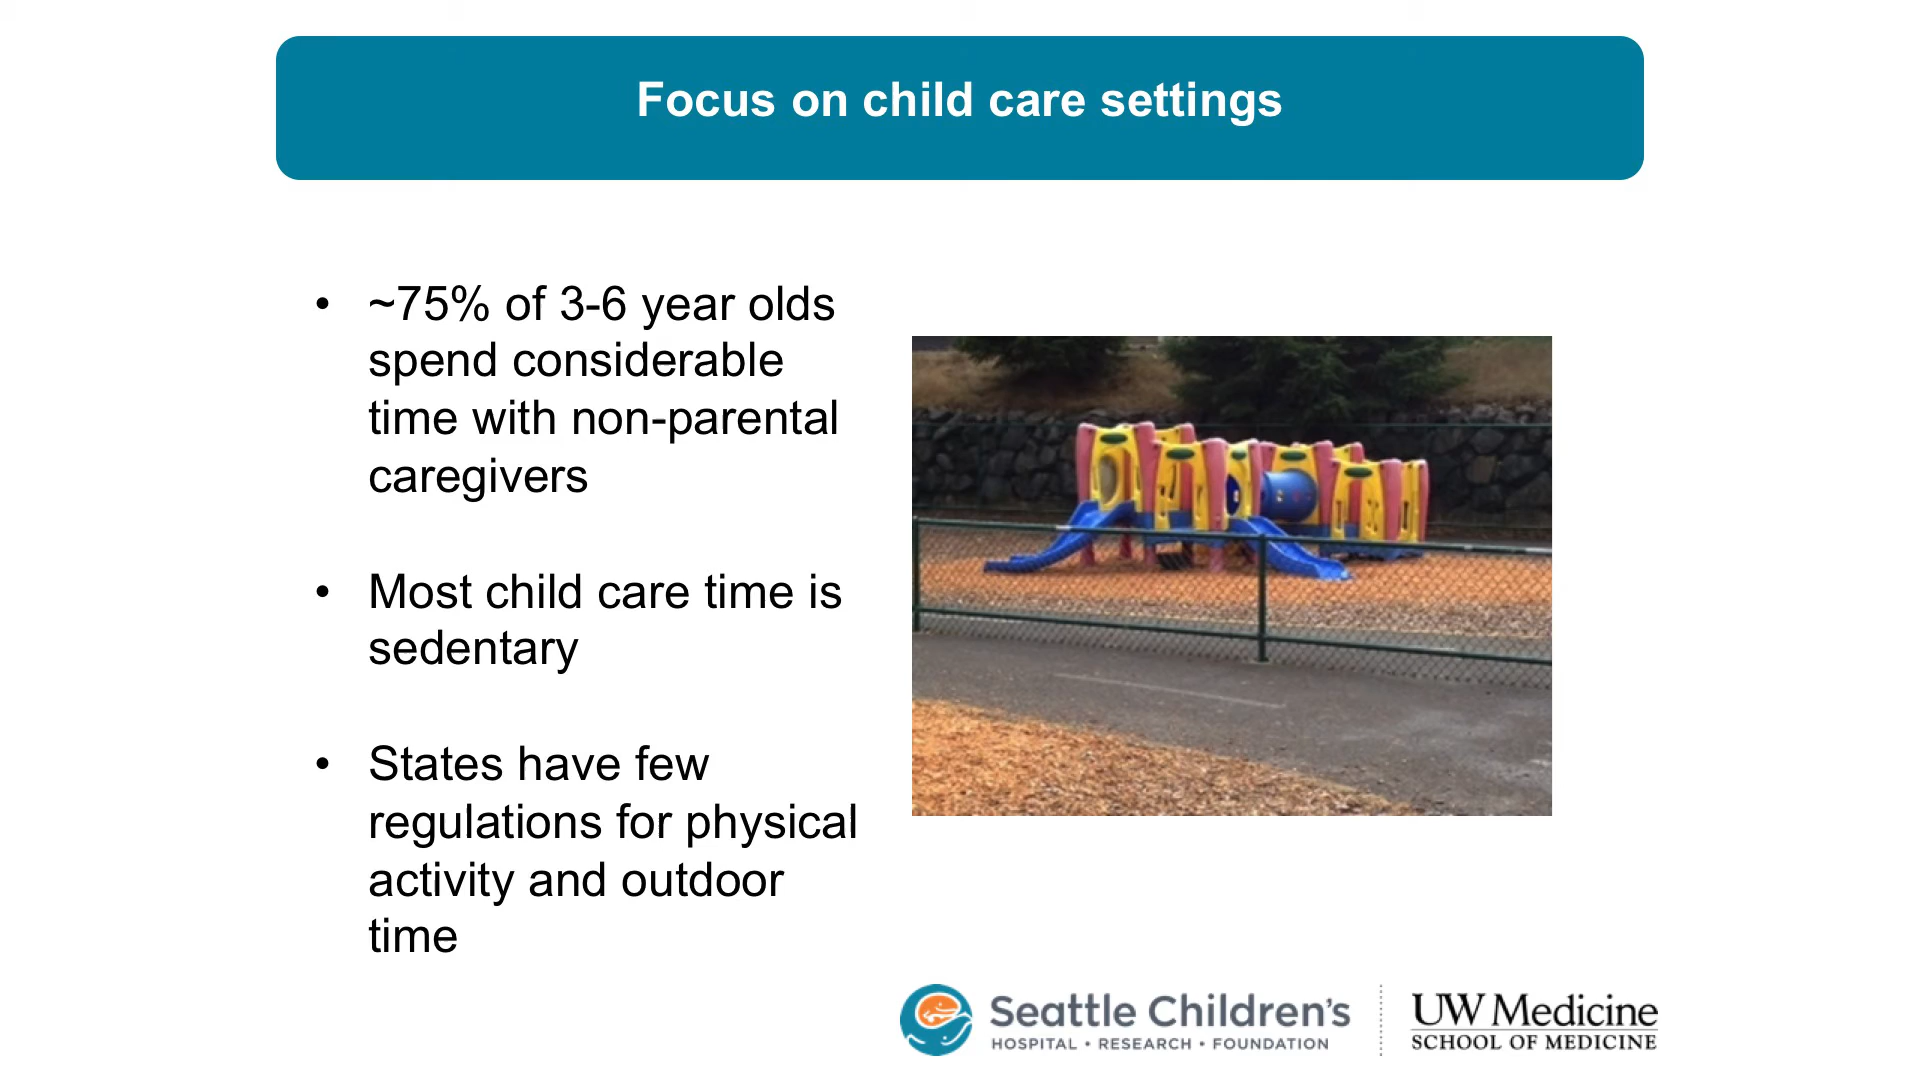 Focus on child care settings
• ~75% of 3-6 year olds
spend considerable
time with non-parental
caregivers
• Most child care time is
sedentary
• States have few
regulations for physical
activity and outdoor
time
Seattle Children's
HOSPITAL • RESEARCH • FOUNDATION
UW Medicine
SCHOOL OF MEDICINE